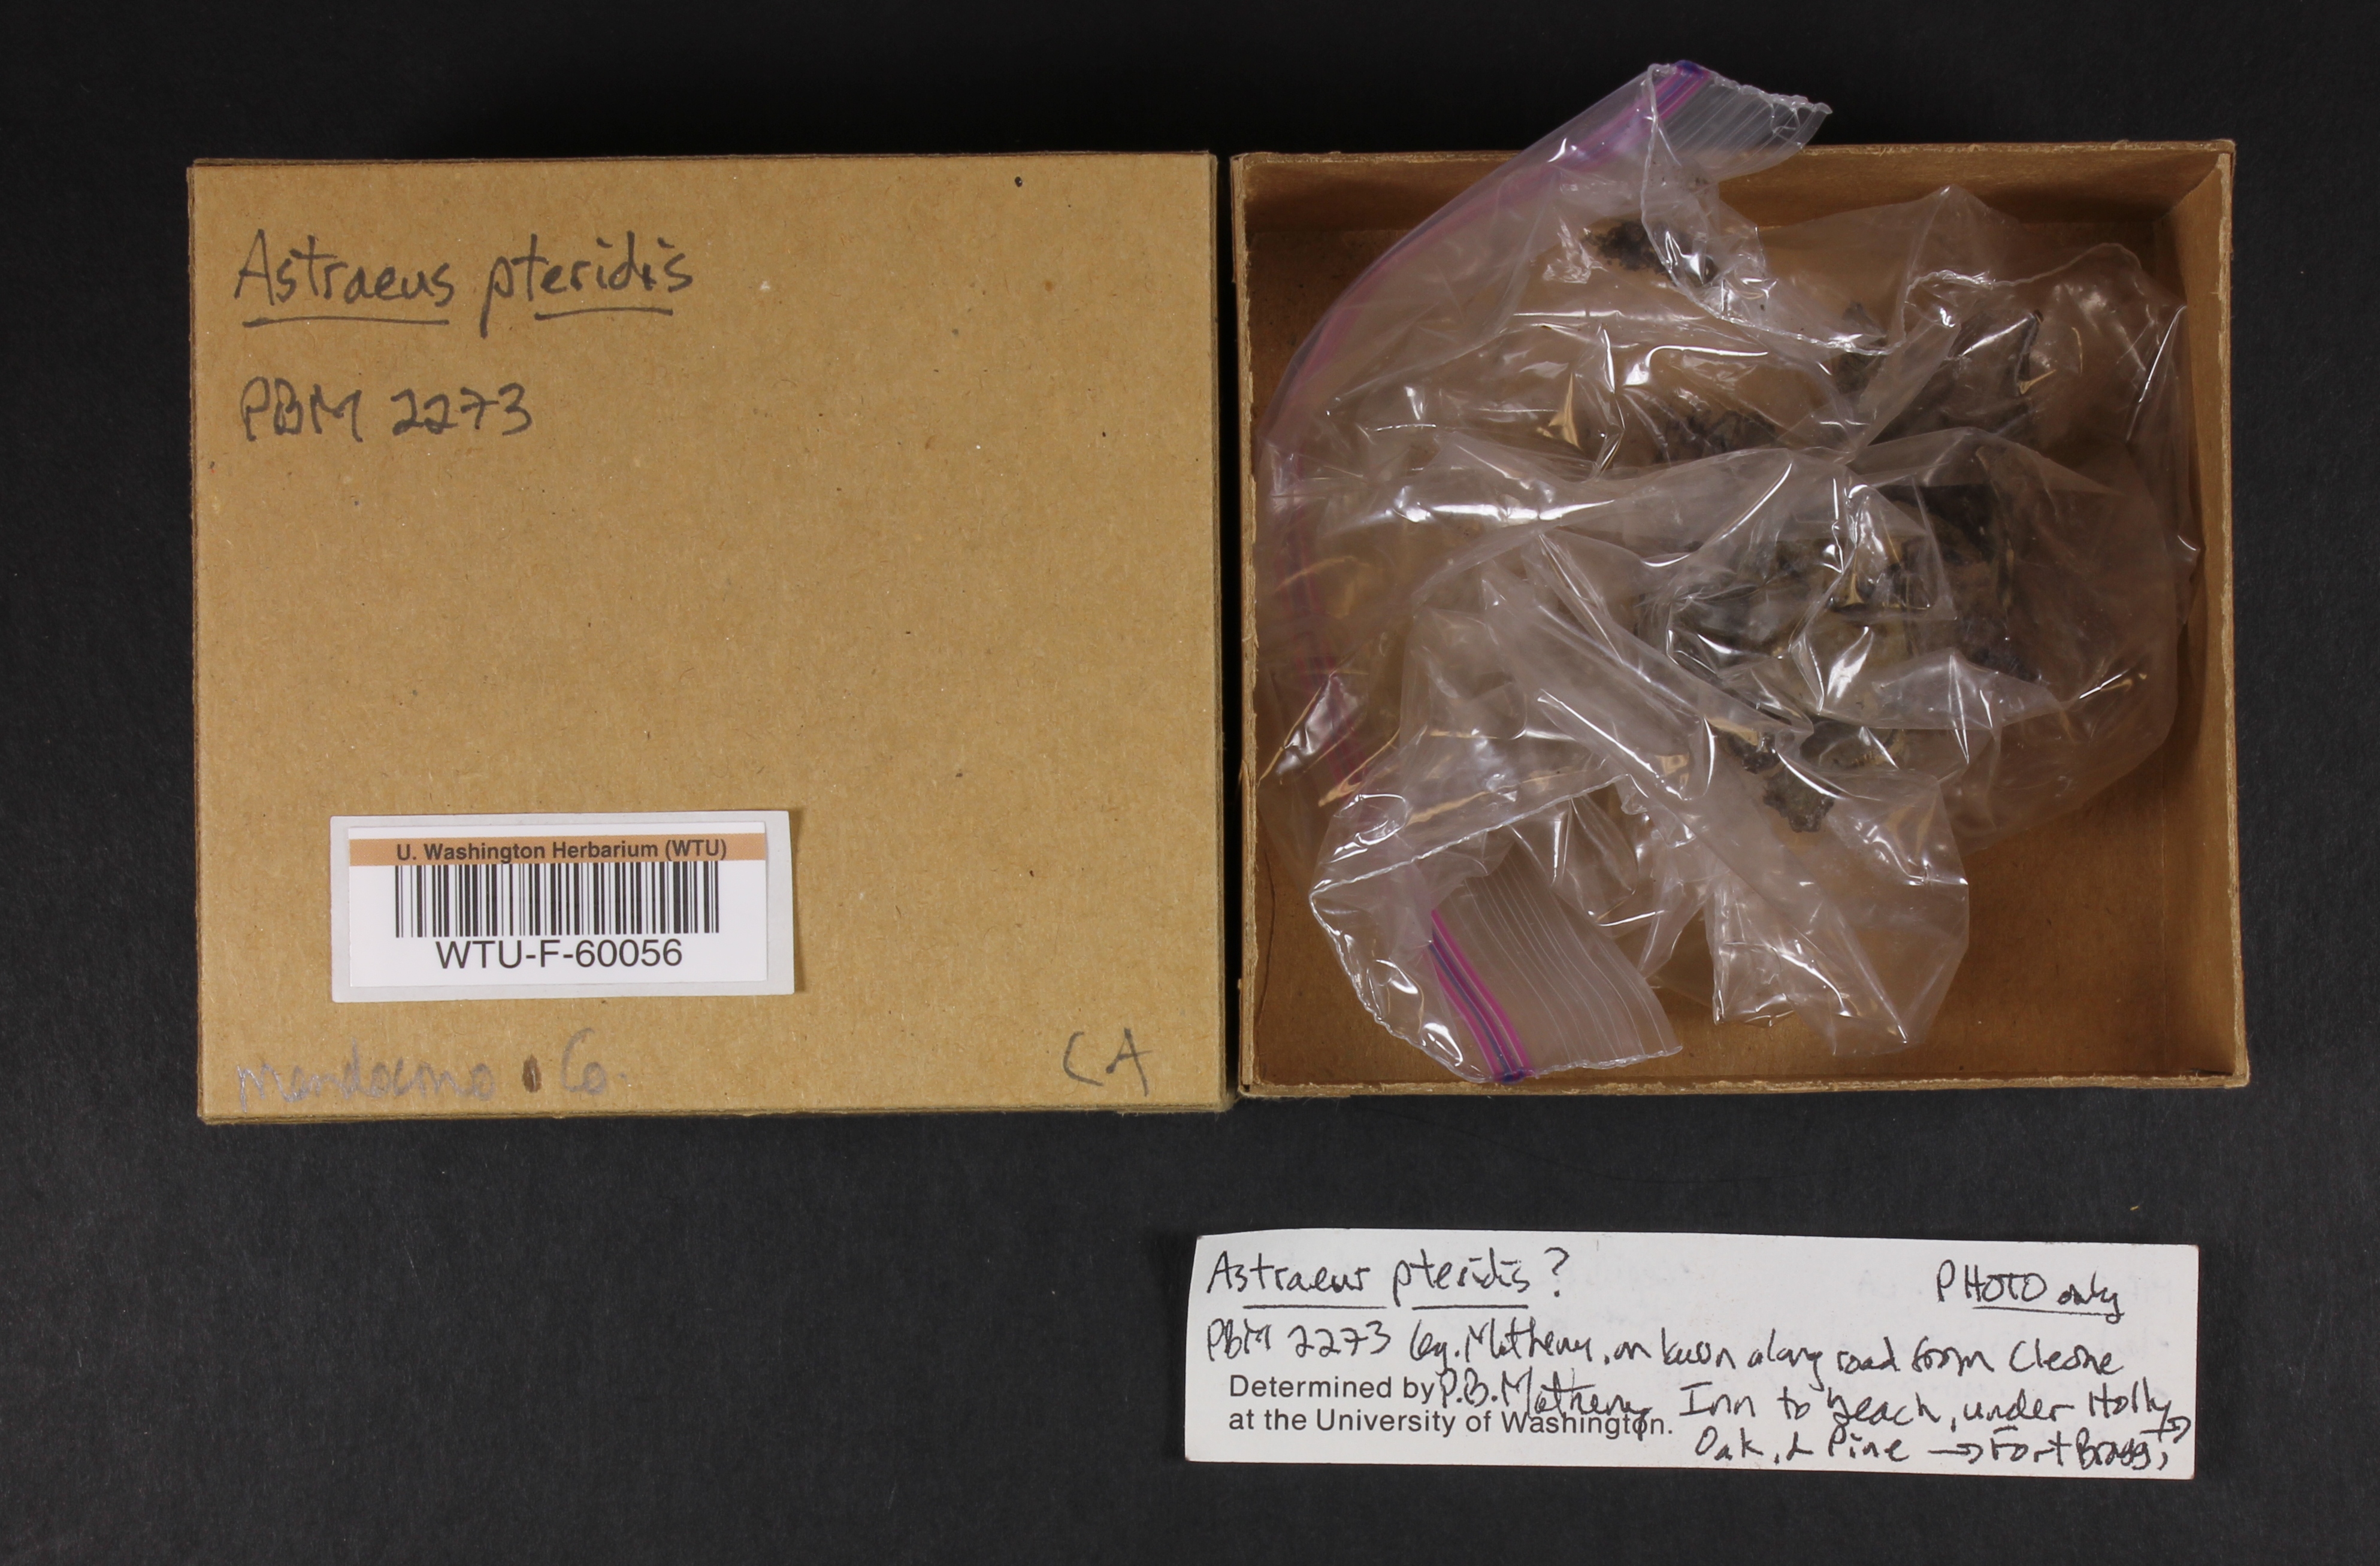 Astraeus pteridis
PBM 2273
U. Washington Herbarium (WTU)
WTU-F-60056
Mendocino Co.
CA
Astraeus pteridis?
PHOTO only
PBM 2273 leg. Matheny, on lawn along road from Cleone
Determined by P.B. Matheny Inn to beach, under Holly,
at the University of Washington.
Oak, & Pine → Fort Bragg, →